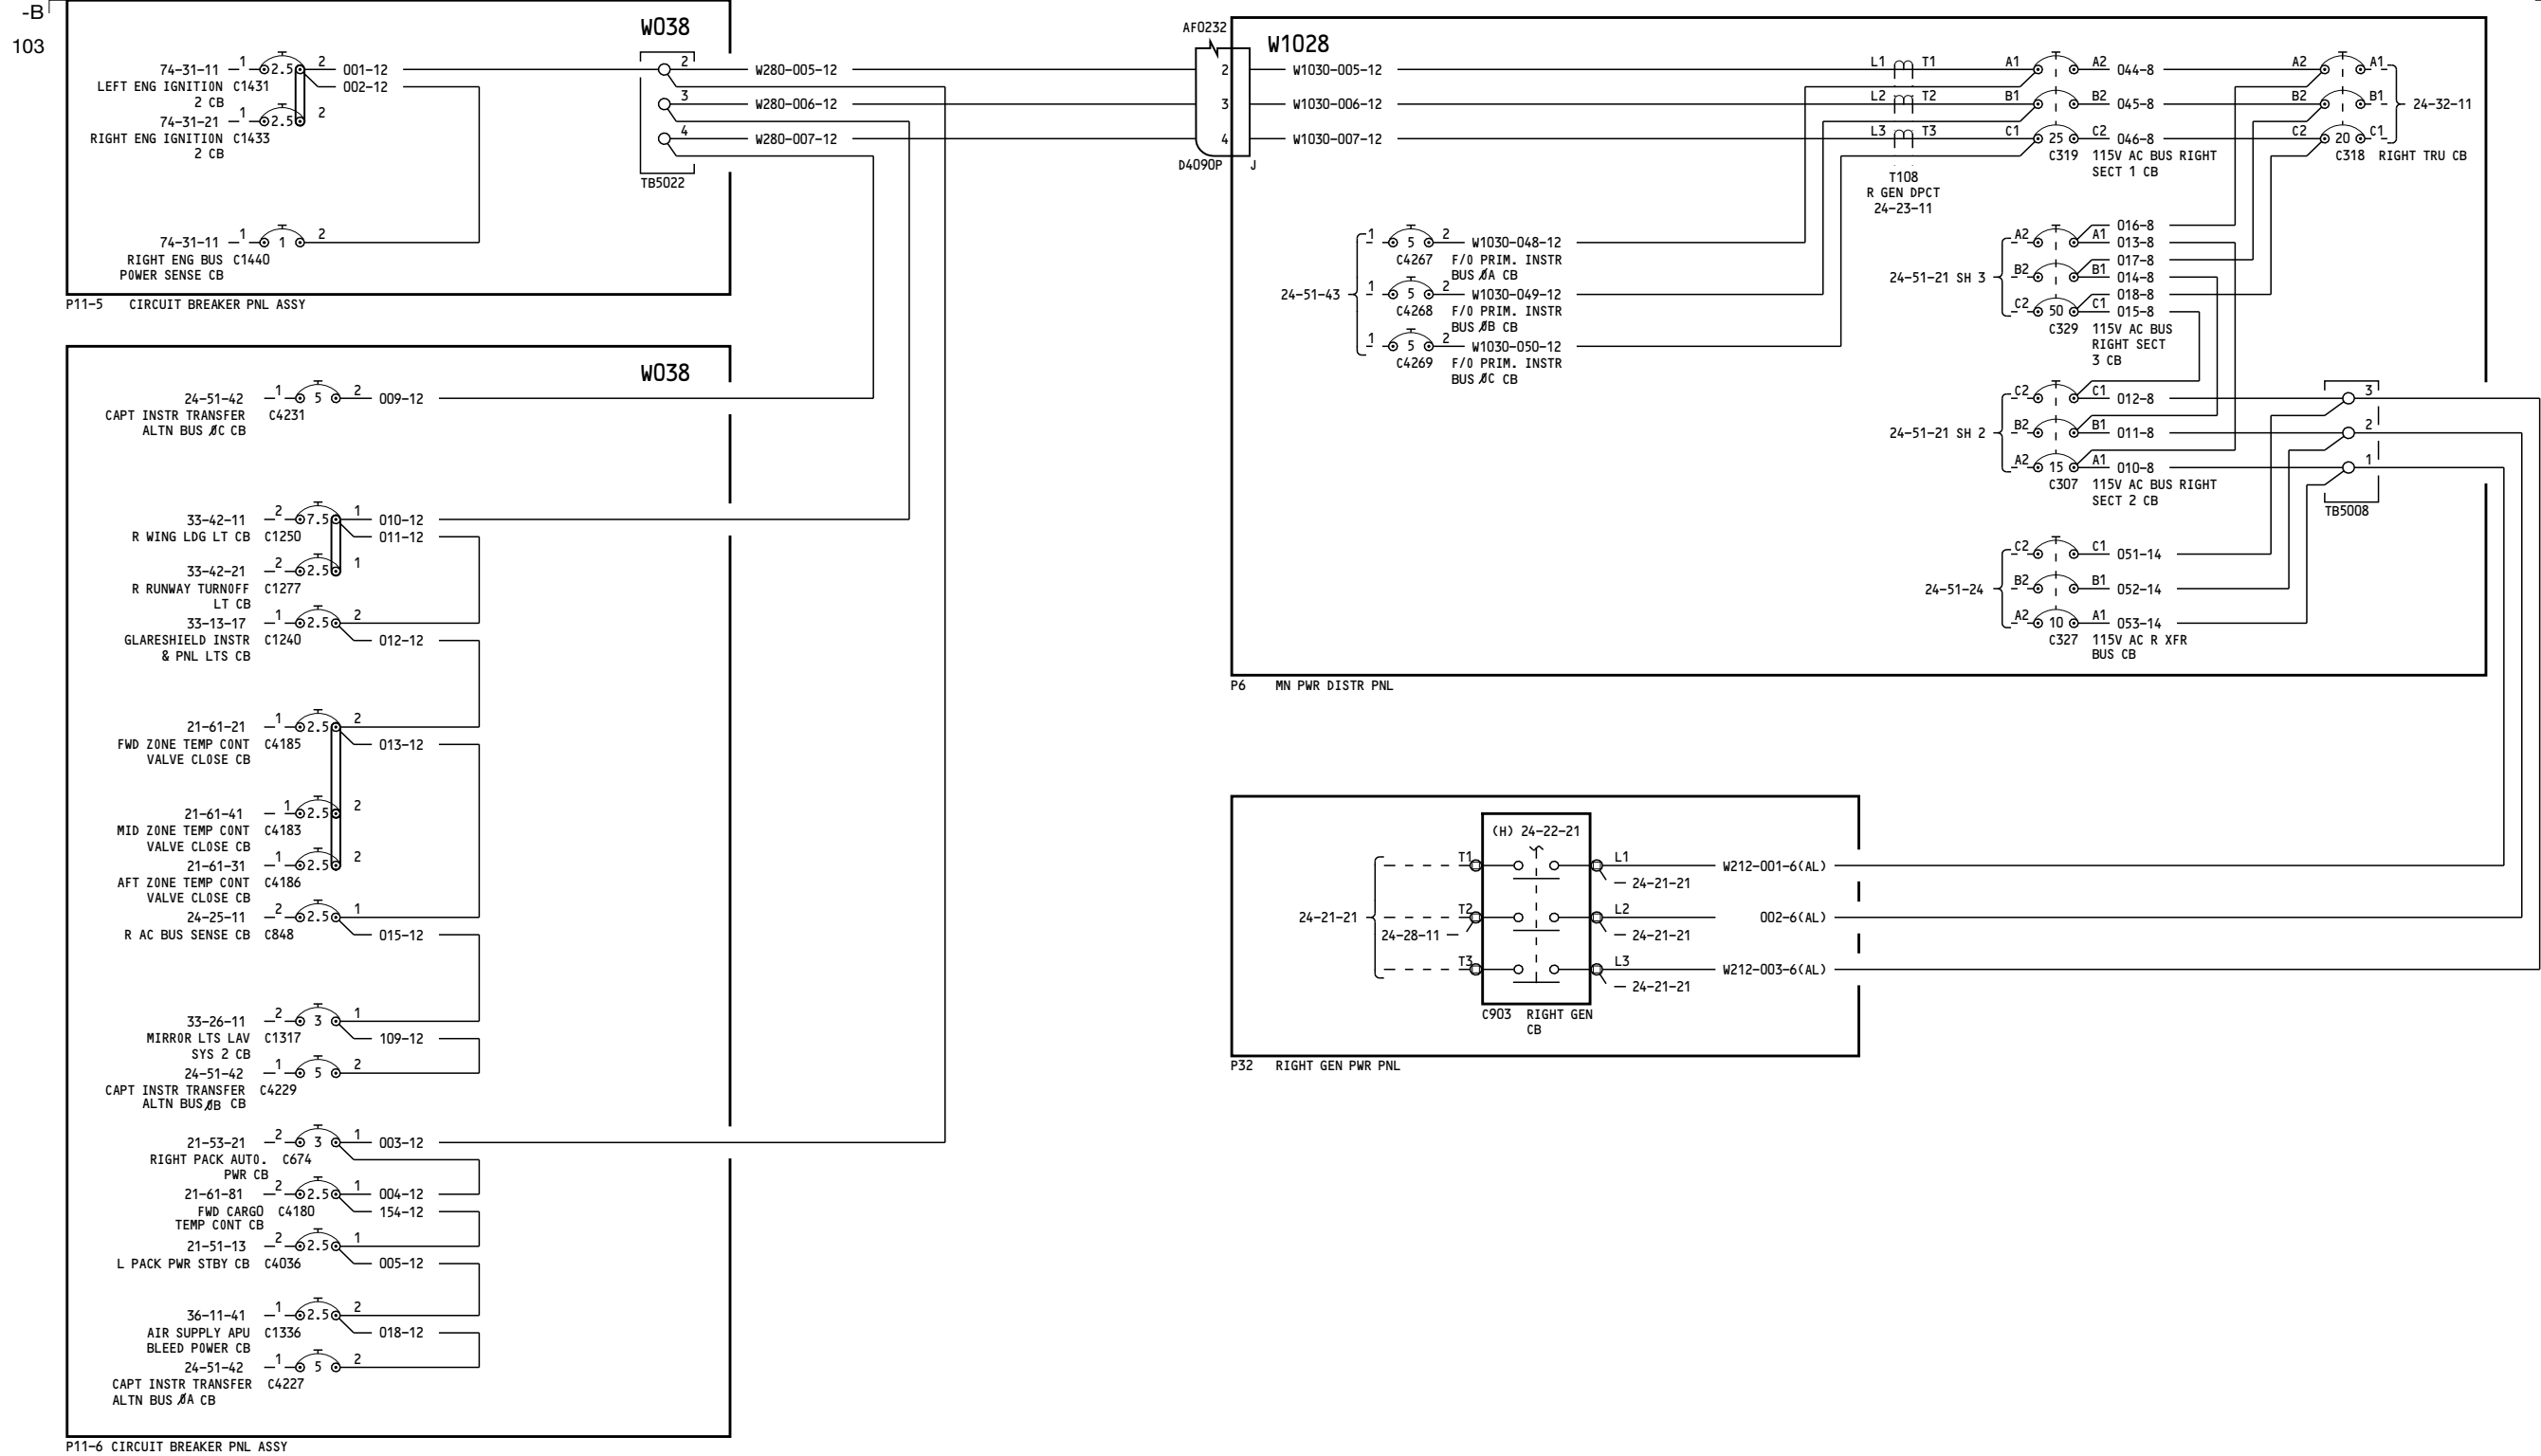 -B
103
W038
74-31-11 1 2.5 2 001-12
LEFT ENG IGNITION C1431 002-12
2 CB
74-31-21 1 2.5 2
RIGHT ENG IGNITION C1433
2 CB
74-31-11 1 1 2
RIGHT ENG BUS C1440
POWER SENSE CB
2 W280-005-12
3 W280-006-12
4 W280-007-12
TB5022
P11-5 CIRCUIT BREAKER PNL ASSY
W038
24-51-42 1 5 2 009-12
CAPT INSTR TRANSFER C4231
ALTN BUS ØC CB
33-42-11 2 7.5 1 010-12
R WING LDG LT CB C1250 011-12
33-42-21 2 2.5 1
R RUNWAY TURNOFF C1277
LT CB
33-13-17 1 2.5 2
GLARESHIELD INSTR C1240 012-12
& PNL LTS CB
21-61-21 1 2.5 2
FWD ZONE TEMP CONT C4185 013-12
VALVE CLOSE CB
21-61-41 1 2.5 2
MID ZONE TEMP CONT C4183
VALVE CLOSE CB
21-61-31 1 2.5 2
AFT ZONE TEMP CONT C4186
VALVE CLOSE CB
24-25-11 2 2.5 1
R AC BUS SENSE CB C848 015-12
33-26-11 2 3 1
MIRROR LTS LAV C1317 109-12
SYS 2 CB
24-51-42 1 5 2
CAPT INSTR TRANSFER C4229
ALTN BUS ØB CB
21-53-21 2 3 1 003-12
RIGHT PACK AUTO. C674
PWR CB
21-61-81 2 2.5 1 004-12
FWD CARGO C4180 154-12
TEMP CONT CB
21-51-13 2 2.5 1
L PACK PWR STBY CB C4036 005-12
36-11-41 1 2.5 2
AIR SUPPLY APU C1336 018-12
BLEED POWER CB
24-51-42 1 5 2
CAPT INSTR TRANSFER C4227
ALTN BUS ØA CB
P11-6 CIRCUIT BREAKER PNL ASSY
AF0232
W1028
2 W1030-005-12 L1 T1 A1 A2 044-8 A2 A1
3 W1030-006-12 L2 T2 B1 B2 045-8 B2 B1 24-32-11
4 W1030-007-12 L3 T3 C1 25 C2 046-8 C2 20 C1
D4090P J
C319 115V AC BUS RIGHT
SECT 1 CB
C318 RIGHT TRU CB
T108
R GEN DPCT
24-23-11
24-51-43
1 5 2 W1030-048-12
C4267 F/O PRIM. INSTR
BUS ØA CB
1 5 2 W1030-049-12
C4268 F/O PRIM. INSTR
BUS ØB CB
1 5 2 W1030-050-12
C4269 F/O PRIM. INSTR
BUS ØC CB
016-8
A2 A1 013-8
017-8
24-51-21 SH 3 B2 B1 014-8
018-8
C2 50 C1 015-8
C329 115V AC BUS
RIGHT SECT
3 CB
C2 C1 012-8 3
24-51-21 SH 2 B2 B1 011-8 2
A2 15 A1 010-8 1
C307 115V AC BUS RIGHT
SECT 2 CB
TB5008
C2 C1 051-14
24-51-24 B2 B1 052-14
A2 10 A1 053-14
C327 115V AC R XFR
BUS CB
P6 MN PWR DISTR PNL
(H) 24-22-21
T1 L1 W212-001-6(AL)
24-21-21
24-21-21 T2 L2 002-6(AL)
24-28-11 24-21-21
T3 L3 W212-003-6(AL)
24-21-21
C903 RIGHT GEN
CB
P32 RIGHT GEN PWR PNL